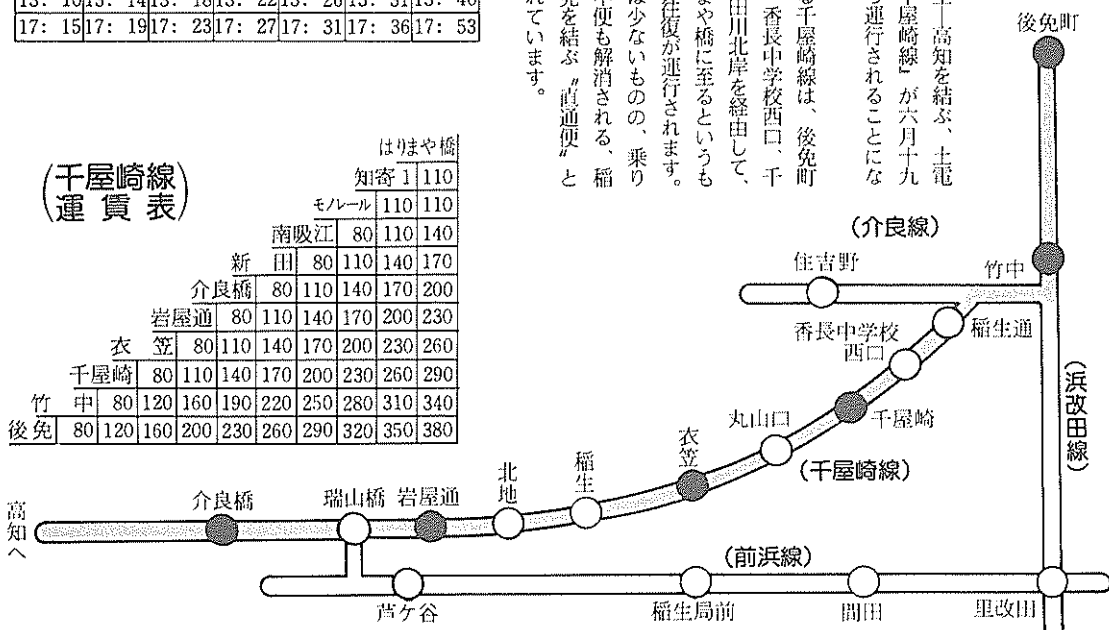 13: 10 13: 14 13: 18 13: 22 13: 26 13: 31 13: 46
17: 15 17: 19 17: 23 17: 27 17: 31 17: 36 17: 53
―高知を結ぶ、土電
屋崎線』が六月十九
運行されることにな
る千屋崎線は、後免町
香長中学校西口、千
田川北岸を経由して、
まや橋に至るというも
往復が運行されます。
は少ないものの、乗り
便も解消される、稲
免を結ぶ〝直通便〟と
れています。
(千屋崎線)
運賃表
はりまや橋
知寄1 110
モノレール 110 110
南吸江 80 110 140
新田 80 110 140 170
介良橋 80 110 140 170 200
岩屋通 80 110 140 170 200 230
衣笠 80 110 140 170 200 230 260
千屋崎 80 110 140 170 200 230 260 290
竹中 80 120 160 190 220 250 280 310 340
後免 80 120 160 200 230 260 290 320 350 380
後免町
(介良線)
住吉野
竹中
稲生通
香長中学校
西口
千屋崎
丸山口
(千屋崎線)
(浜改田線)
衣笠
稲生
北地
岩屋通
瑞山橋
介良橋
高知へ
(前浜線)
芦ケ谷
稲生局前
間田
里改田